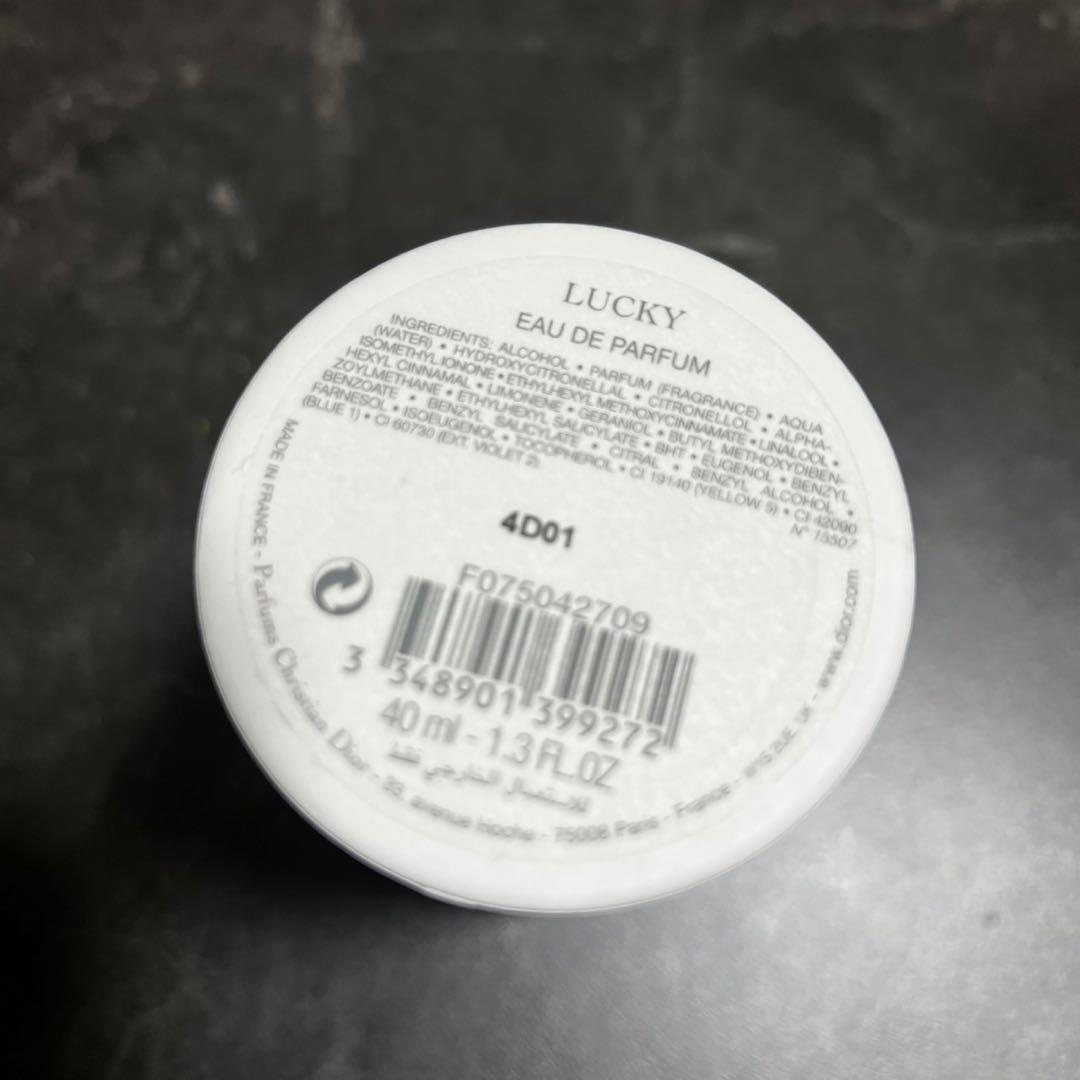 LUCKY
EAU DE PARFUM
INGREDIENTS: ALCOHOL • PARFUM (FRAGRANCE) • AQUA
(WATER) • HYDROXYCITRONELLAL • CITRONELLOL • ALPHA-
ISOMETHYL IONONE • ETHYLHEXYL METHOXYCINNAMATE • LINALOOL •
HEXYL CINNAMAL • LIMONENE • GERANIOL • BUTYL METHOXYDIBEN-
ZOYLMETHANE • ETHYLHEXYL SALICYLATE • BHT • EUGENOL • BENZYL
BENZOATE • BENZYL SALICYLATE • CITRAL • BENZYL ALCOHOL •
FARNESOL • ISOEUGENOL • TOCOPHEROL • CI 19140 (YELLOW 5) • CI 42090
(BLUE 1) • CI 60730 (EXT. VIOLET 2)
N° 15507
4D01
F075042709
3 348901 399272
40 ml - 1.3 FL.OZ
للاستعمال الخارجي فقط
MADE IN FRANCE - Parfums Christian Dior - 33, avenue Hoche - 75008 Paris - France - W1S 2UE UK - www.dior.com